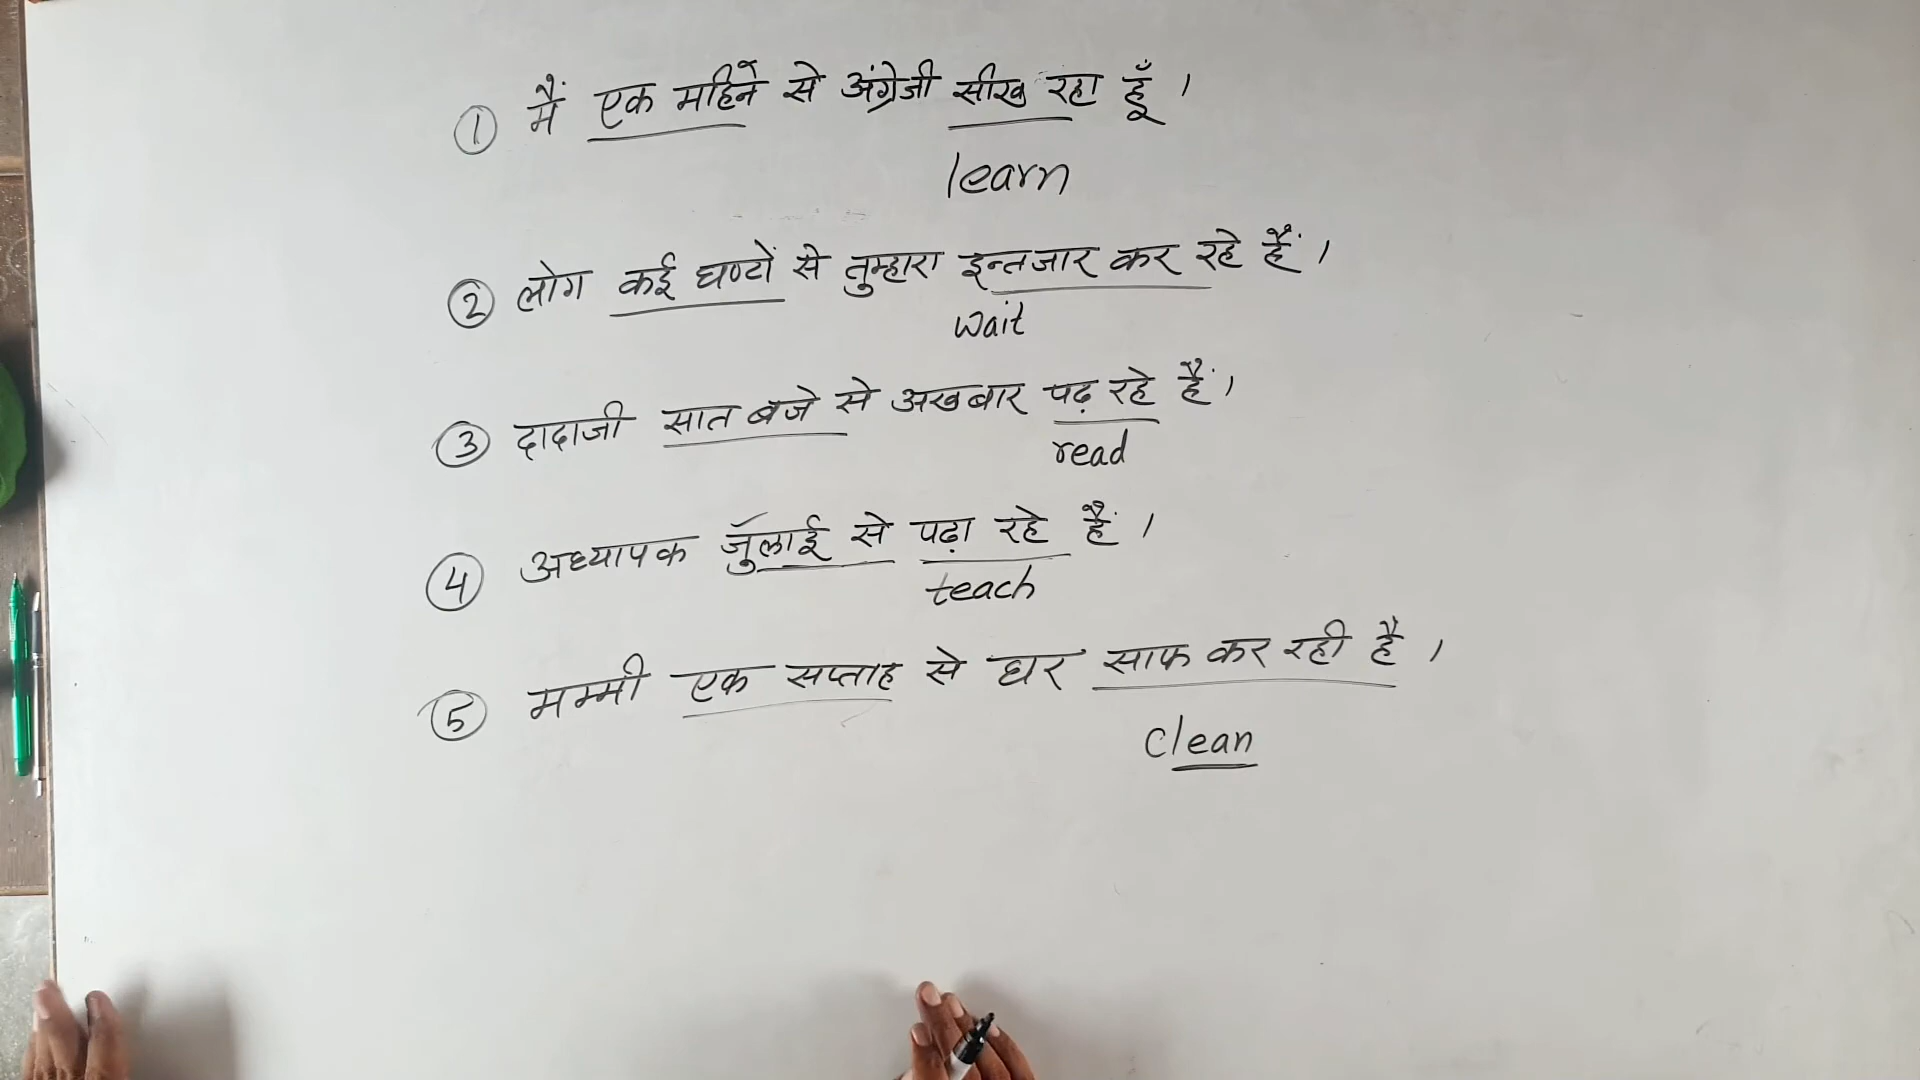 ① मैं एक महिने से अंग्रेजी सीख रहा हूँ ।
learn
② लोग कई घण्टों से तुम्हारा इन्तजार कर रहे हैं ।
wait
③ दादाजी सात बजे से अखबार पढ़ रहे हैं ।
read
④ अध्यापक जुॅलाई से पढ़ा रहे हैं ।
teach
⑤ मम्मी एक सप्ताह से घर साफ कर रही है ।
clean